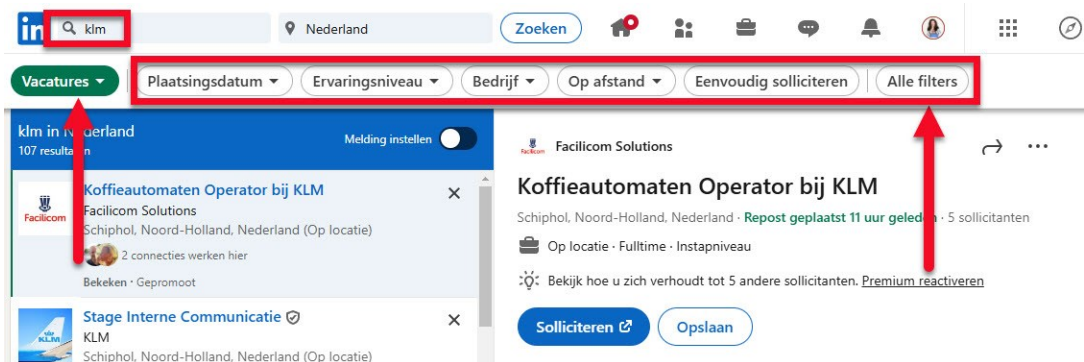 in klm Nederland Zoeken
Vacatures Plaatsingsdatum Ervaringsniveau Bedrijf Op afstand Eenvoudig solliciteren Alle filters
klm in Nederland
107 resultaten
Melding instellen
Koffieautomaten Operator bij KLM
Facilicom Solutions
Schiphol, Noord-Holland, Nederland (Op locatie)
2 connecties werken hier
Bekeken · Gepromoot
Facilicom
Stage Interne Communicatie
KLM
Schiphol, Noord-Holland, Nederland (Op locatie)
KLM
Facilicom Facilicom Solutions
Koffieautomaten Operator bij KLM
Schiphol, Noord-Holland, Nederland · Repost geplaatst 11 uur geleden · 5 sollicitanten
Op locatie · Fulltime · Instapniveau
Bekijk hoe u zich verhoudt tot 5 andere sollicitanten. Premium reactiveren
Solliciteren Opslaan